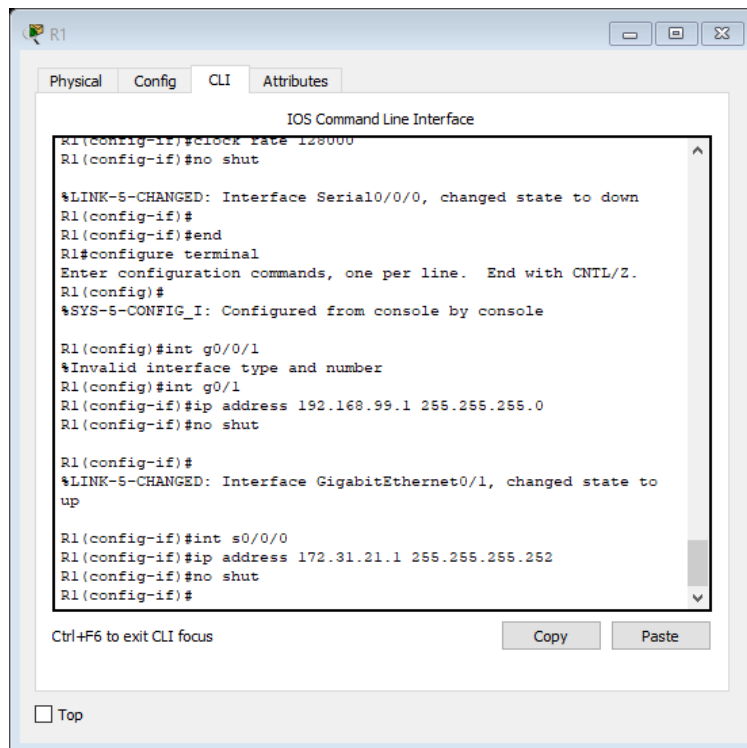 R1
Physical
Config
CLI
Attributes
IOS Command Line Interface
R1(config-if)#clock rate 128000
R1(config-if)#no shut
%LINK-5-CHANGED: Interface Serial0/0/0, changed state to down
R1(config-if)#
R1(config-if)#end
R1#configure terminal
Enter configuration commands, one per line.  End with CNTL/Z.
R1(config)#
%SYS-5-CONFIG_I: Configured from console by console
R1(config)#int g0/0/1
%Invalid interface type and number
R1(config)#int g0/1
R1(config-if)#ip address 192.168.99.1 255.255.255.0
R1(config-if)#no shut
R1(config-if)#
%LINK-5-CHANGED: Interface GigabitEthernet0/1, changed state to
up
R1(config-if)#int s0/0/0
R1(config-if)#ip address 172.31.21.1 255.255.255.252
R1(config-if)#no shut
R1(config-if)#
Ctrl+F6 to exit CLI focus
Copy
Paste
Top